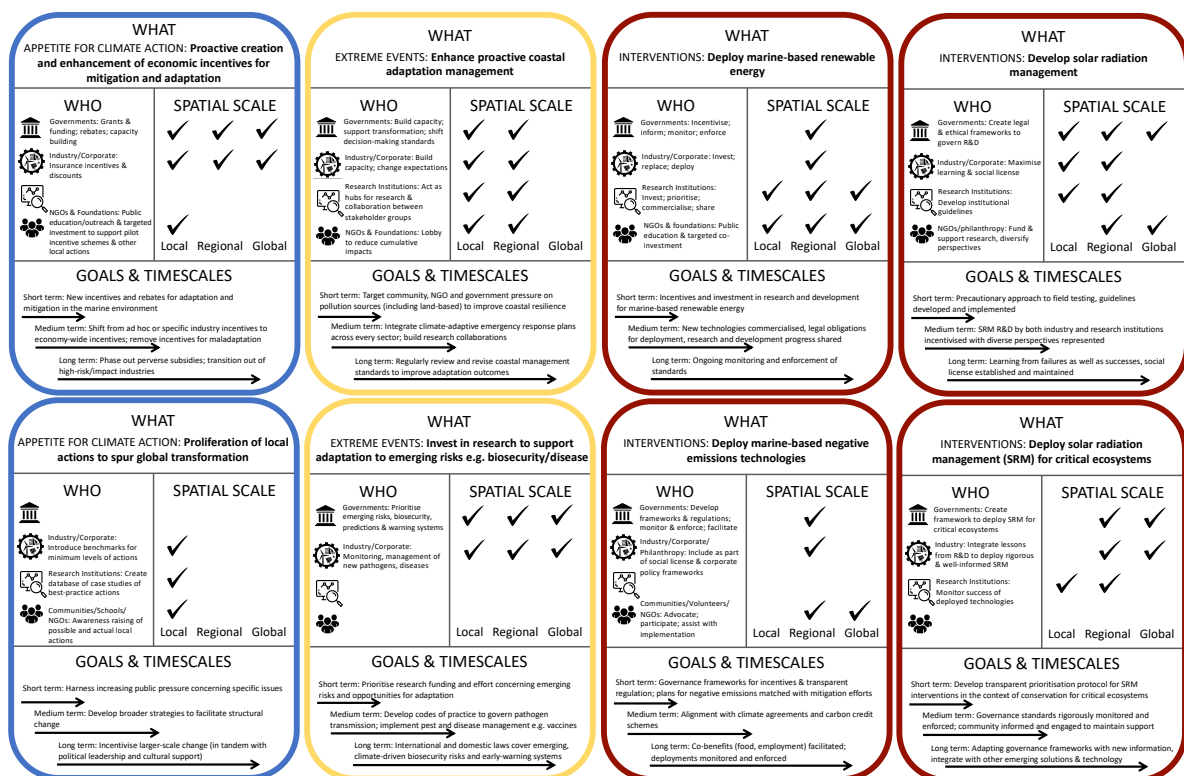 WHAT
APPETITE FOR CLIMATE ACTION: Proactive creation
and enhancement of economic incentives for
mitigation and adaptation
WHO
SPATIAL SCALE
Governments: Grants &
funding; rebates; capacity
building
Industry/Corporate:
Insurance incentives &
discounts
NGOs & Foundations: Public
education/outreach & targeted
investment to support pilot
incentive schemes & other
local actions
Local Regional Global
GOALS & TIMESCALES
Short term: New incentives and rebates for adaptation and
mitigation in the marine environment
Medium term: Shift from ad hoc or specific industry incentives to
economy-wide incentives; remove incentives for maladaptation
Long term: Phase out perverse subsidies; transition out of
high-risk/impact industries
WHAT
EXTREME EVENTS: Enhance proactive coastal
adaptation management
WHO
SPATIAL SCALE
Governments: Build capacity;
support transformation; shift
decision-making standards
Industry/Corporate: Build
capacity; change expectations
Research Institutions: Act as
hubs for research &
collaboration between
stakeholder groups
NGOs & Foundations: Lobby
to reduce cumulative
impacts
Local Regional Global
GOALS & TIMESCALES
Short term: Target community, NGO and government pressure on
pollution sources (including land-based) to improve coastal resilience
Medium term: Integrate climate-adaptive emergency response plans
across every sector; build research collaborations
Long term: Regularly review and revise coastal management
standards to improve adaptation outcomes
WHAT
INTERVENTIONS: Deploy marine-based renewable
energy
WHO
SPATIAL SCALE
Governments: Incentivise;
inform; monitor; enforce
Industry/Corporate: Invest;
replace; deploy
Research Institutions:
Invest; prioritise;
commercialise; share
NGOs & foundations: Public
education & targeted co-
investment
Local Regional Global
GOALS & TIMESCALES
Short term: Incentives and investment in research and development
for marine-based renewable energy
Medium term: New technologies commercialised, legal obligations
for deployment, research and development progress shared
Long term: Ongoing monitoring and enforcement of
standards
WHAT
INTERVENTIONS: Develop solar radiation
management
WHO
SPATIAL SCALE
Governments: Create legal
& ethical frameworks to
govern R&D
Industry/Corporate: Maximise
learning & social license
Research Institutions:
Develop institutional
guidelines
NGOs/philanthropy: Fund &
support research, diversify
perspectives
Local Regional Global
GOALS & TIMESCALES
Short term: Precautionary approach to field testing, guidelines
developed and implemented
Medium term: SRM R&D by both industry and research institutions
incentivised with diverse perspectives represented
Long term: Learning from failures as well as successes, social
license established and maintained
WHAT
APPETITE FOR CLIMATE ACTION: Proliferation of local
actions to spur global transformation
WHO
SPATIAL SCALE
Industry/Corporate:
Introduce benchmarks for
minimum levels of actions
Research Institutions: Create
database of case studies of
best-practice actions
Communities/Schools/
NGOs: Awareness raising of
possible and actual local
actions
Local Regional Global
GOALS & TIMESCALES
Short term: Harness increasing public pressure concerning specific issues
Medium term: Develop broader strategies to facilitate structural
change
Long term: Incentivise larger-scale change (in tandem with
political leadership and cultural support)
WHAT
EXTREME EVENTS: Invest in research to support
adaptation to emerging risks e.g. biosecurity/disease
WHO
SPATIAL SCALE
Governments: Prioritise
emerging risks, biosecurity,
predictions & warning systems
Industry/Corporate:
Monitoring, management of
new pathogens, diseases
Local Regional Global
GOALS & TIMESCALES
Short term: Prioritise research funding and effort concerning emerging
risks and opportunities for adaptation
Medium term: Develop codes of practice to govern pathogen
transmission; implement pest and disease management e.g. vaccines
Long term: International and domestic laws cover emerging,
climate-driven biosecurity risks and early-warning systems
WHAT
INTERVENTIONS: Deploy marine-based negative
emissions technologies
WHO
SPATIAL SCALE
Governments: Develop
frameworks & regulations;
monitor & enforce; facilitate
Industry/Corporate/
Philanthropy: Include as part
of social license & corporate
policy frameworks
Communities/Volunteers/
NGOs: Advocate;
participate; assist with
implementation
Local Regional Global
GOALS & TIMESCALES
Short term: Governance frameworks for incentives & transparent
regulation; plans for negative emissions matched with mitigation efforts
Medium term: Alignment with climate agreements and carbon credit
schemes
Long term: Co-benefits (food, employment) facilitated;
deployments monitored and enforced
WHAT
INTERVENTIONS: Deploy solar radiation
management (SRM) for critical ecosystems
WHO
SPATIAL SCALE
Governments: Create
framework to deploy SRM for
critical ecosystems
Industry: Integrate lessons
from R&D to deploy rigorous
& well-informed SRM
Research Institutions:
Monitor success of
deployed technologies
Local Regional Global
GOALS & TIMESCALES
Short term: Develop transparent prioritisation protocol for SRM
interventions in the context of conservation for critical ecosystems
Medium term: Governance standards rigorously monitored and
enforced; community informed and engaged to maintain support
Long term: Adapting governance frameworks with new information,
integrate with other emerging solutions & technology